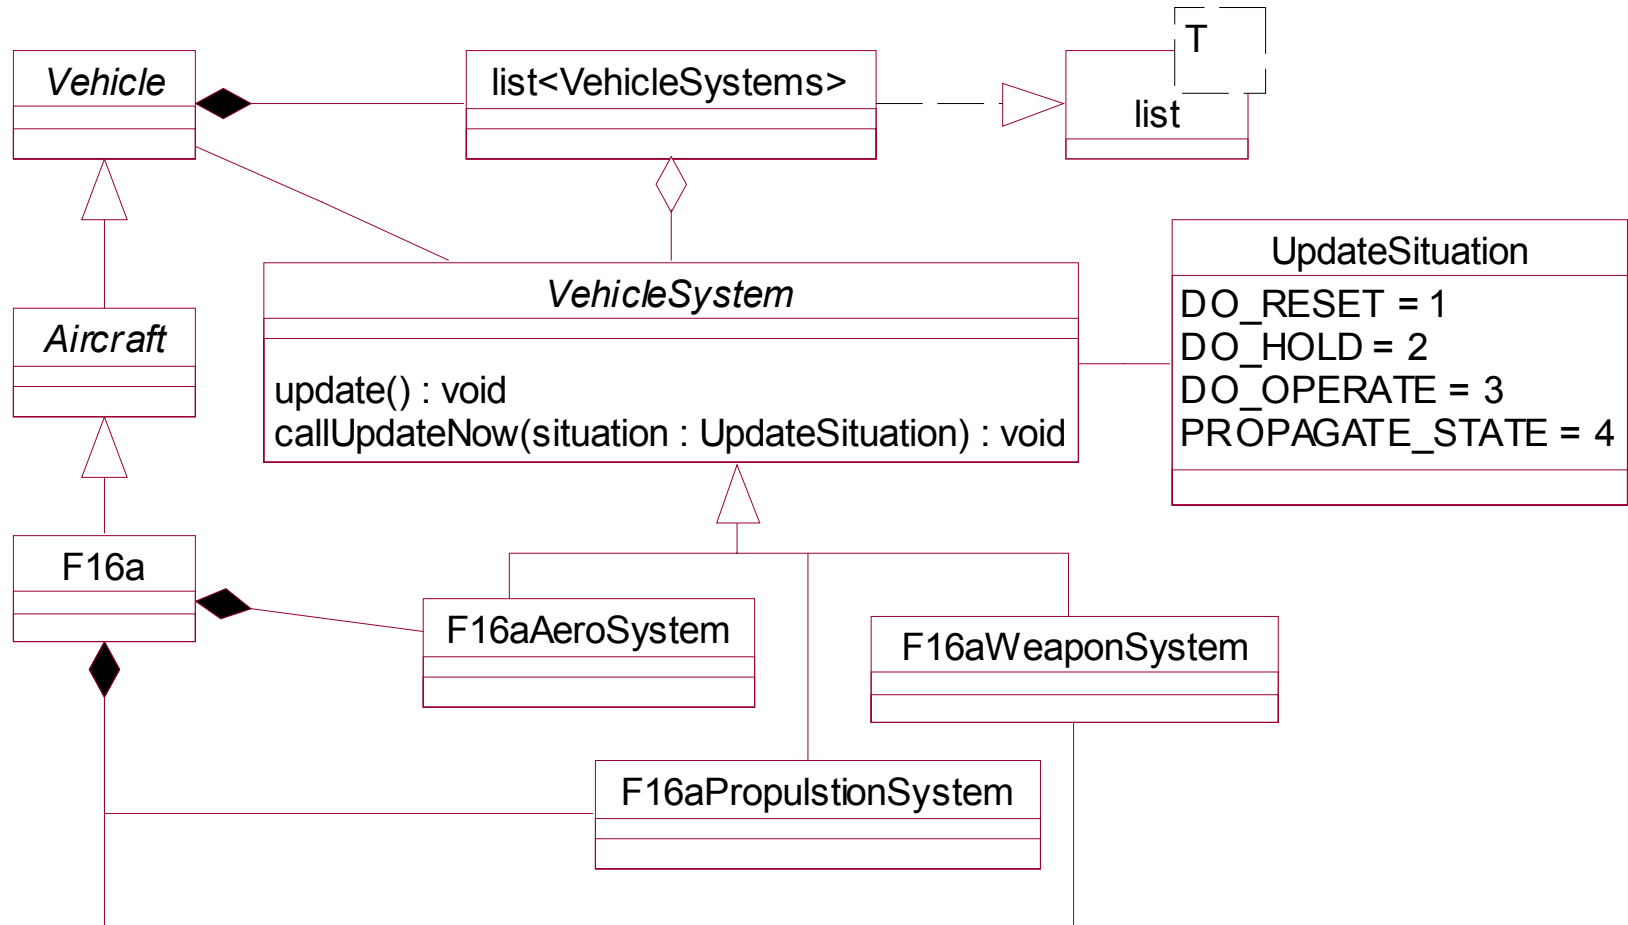 T
Vehicle
list<VehicleSystems>
list
UpdateSituation
DO_RESET = 1
DO_HOLD = 2
DO_OPERATE = 3
PROPAGATE_STATE = 4
VehicleSystem
update() : void
callUpdateNow(situation : UpdateSituation) : void
Aircraft
F16a
F16aAeroSystem
F16aWeaponSystem
F16aPropulstionSystem